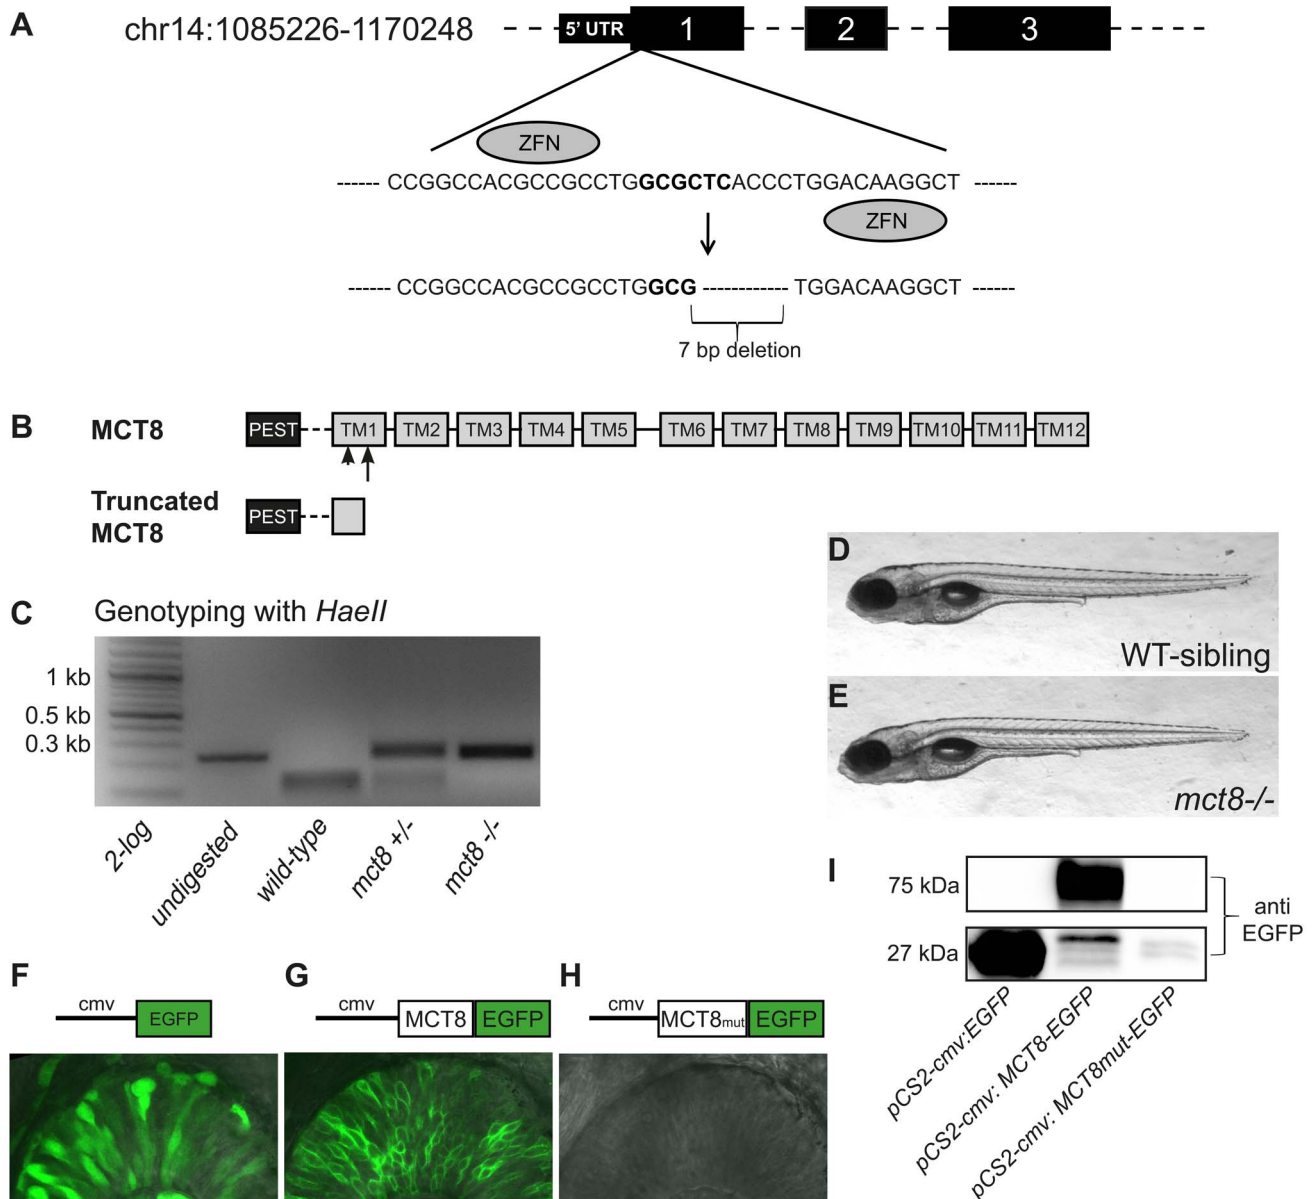 A
chr14:1085226-1170248
5’ UTR
1
2
3
ZFN
------ CCGGCCACGCCGCCTGGCGCTCACCCTGGACAAGGCT ------
ZFN
------ CCGGCCACGCCGCCTGGCG ------------ TGGACAAGGCT ------
7 bp deletion
B
MCT8
PEST
TM1
TM2
TM3
TM4
TM5
TM6
TM7
TM8
TM9
TM10
TM11
TM12
Truncated
MCT8
PEST
C
Genotyping with HaeII
1 kb
0.5 kb
0.3 kb
2-log
undigested
wild-type
mct8 +/-
mct8 -/-
D
WT-sibling
E
mct8-/-
F
cmv
EGFP
G
cmv
MCT8
EGFP
H
cmv
MCT8mut
EGFP
I
75 kDa
27 kDa
anti
EGFP
pCS2-cmv:EGFP
pCS2-cmv: MCT8-EGFP
pCS2-cmv: MCT8mut-EGFP